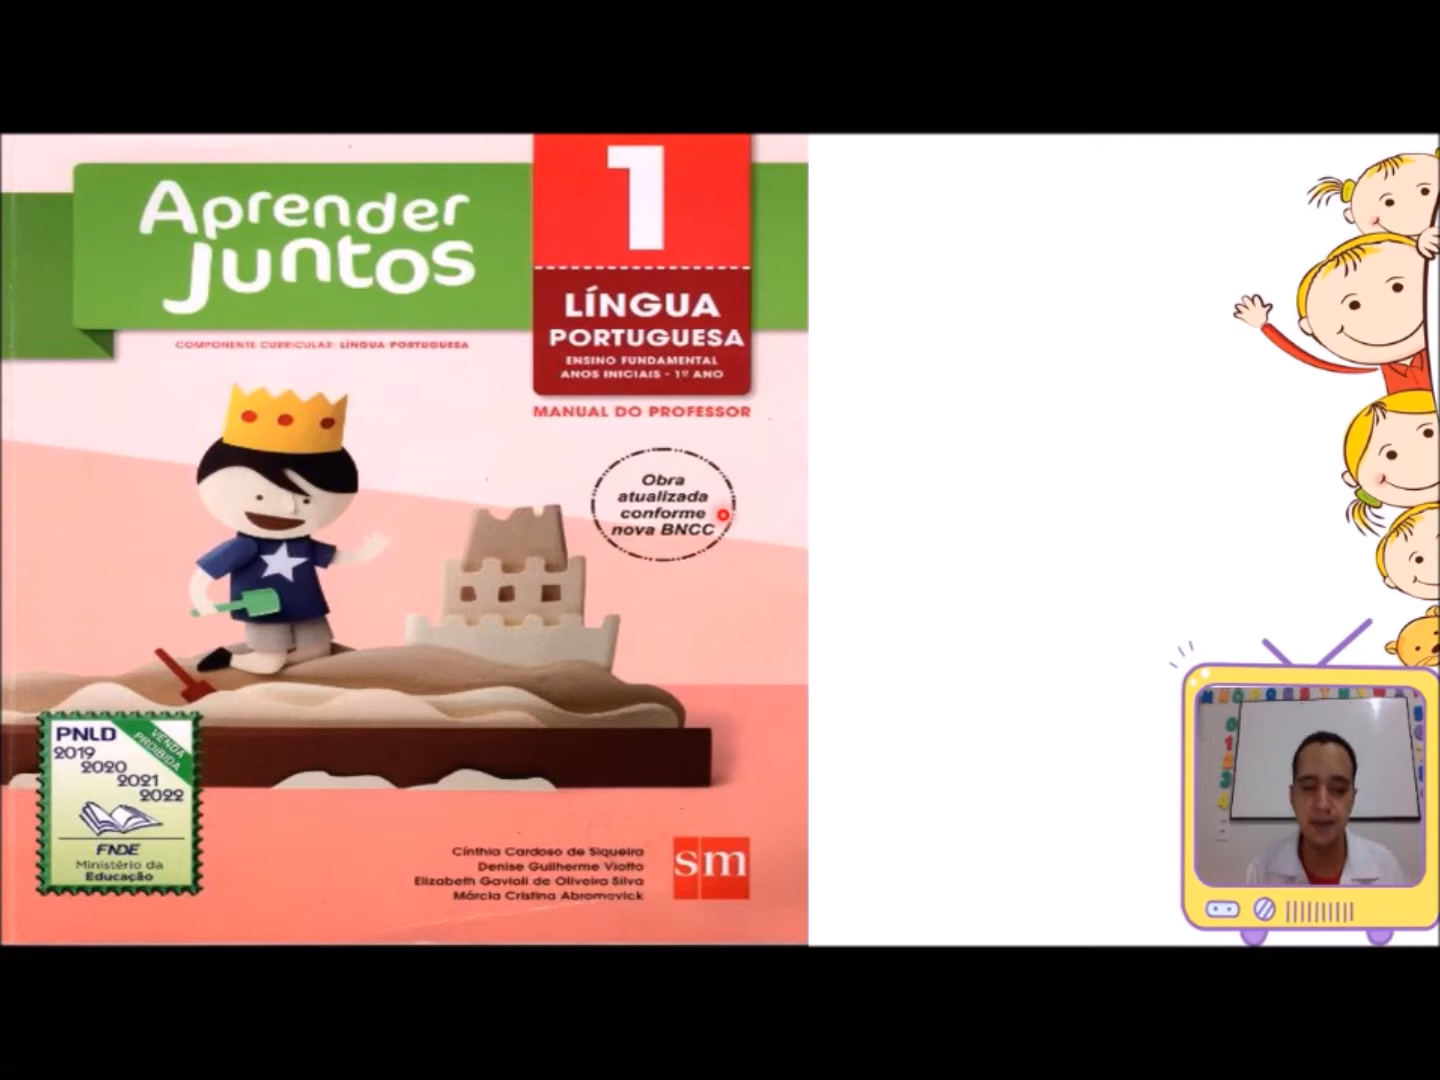 Aprender
juntos
1
LÍNGUA
PORTUGUESA
ENSINO FUNDAMENTAL
ANOS INICIAIS - 1º ANO
COMPONENTE CURRICULAR: LÍNGUA PORTUGUESA
MANUAL DO PROFESSOR
Obra
atualizada
conforme
nova BNCC
PNLD
2019
2020
2021
2022
VENDA
PROIBIDA
FNDE
Ministério da
Educação
Cínthia Cardoso de Siqueira
Denise Guilherme Viotto
Elizabeth Gavioli de Oliveira Silva
Márcia Cristina Abromovick
sm